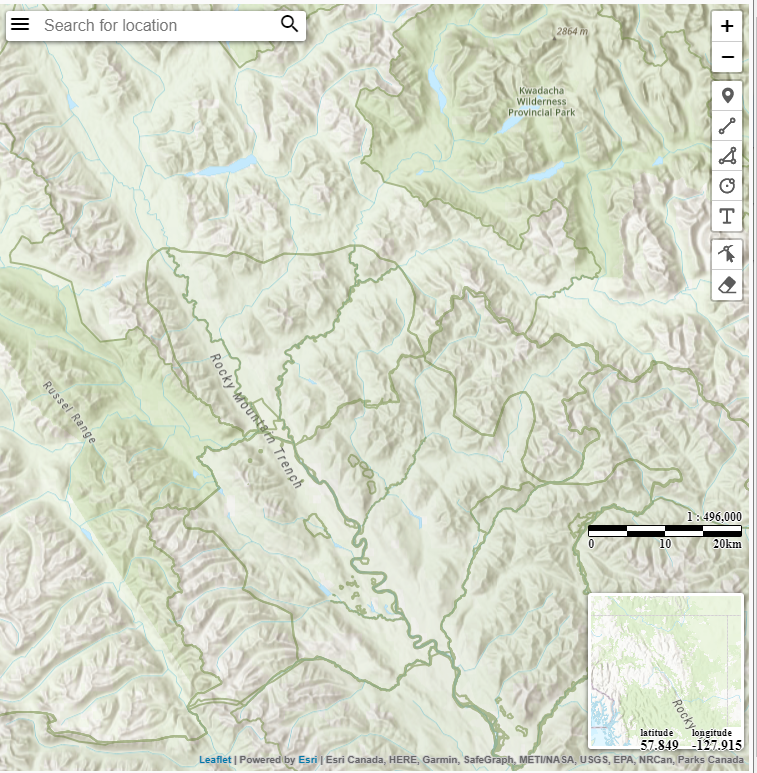 Search for location
2864 m
Kwadacha
Wilderness
Provincial Park
Rocky Mountain Trench
Russel Range
1 : 496,000
0 10 20km
Rocky
latitude longitude
57.849 -127.915
Leaflet | Powered by Esri | Esri Canada, HERE, Garmin, SafeGraph, METI/NASA, USGS, EPA, NRCan, Parks Canada